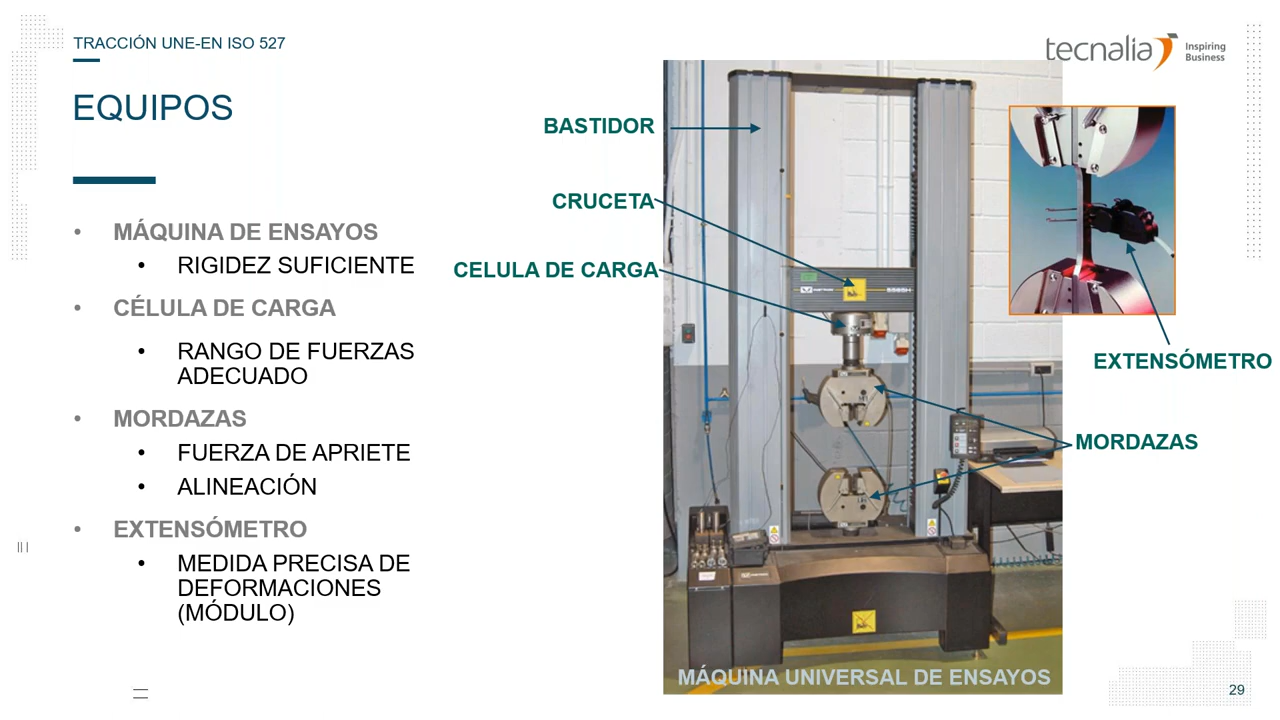 TRACCIÓN UNE-EN ISO 527
tecnalia
Inspiring
Business
EQUIPOS
• MÁQUINA DE ENSAYOS
• RIGIDEZ SUFICIENTE
• CÉLULA DE CARGA
• RANGO DE FUERZAS
ADECUADO
• MORDAZAS
• FUERZA DE APRIETE
• ALINEACIÓN
• EXTENSÓMETRO
• MEDIDA PRECISA DE
DEFORMACIONES
(MÓDULO)
BASTIDOR
CRUCETA
CELULA DE CARGA
EXTENSÓMETRO
MORDAZAS
MÁQUINA UNIVERSAL DE ENSAYOS
29